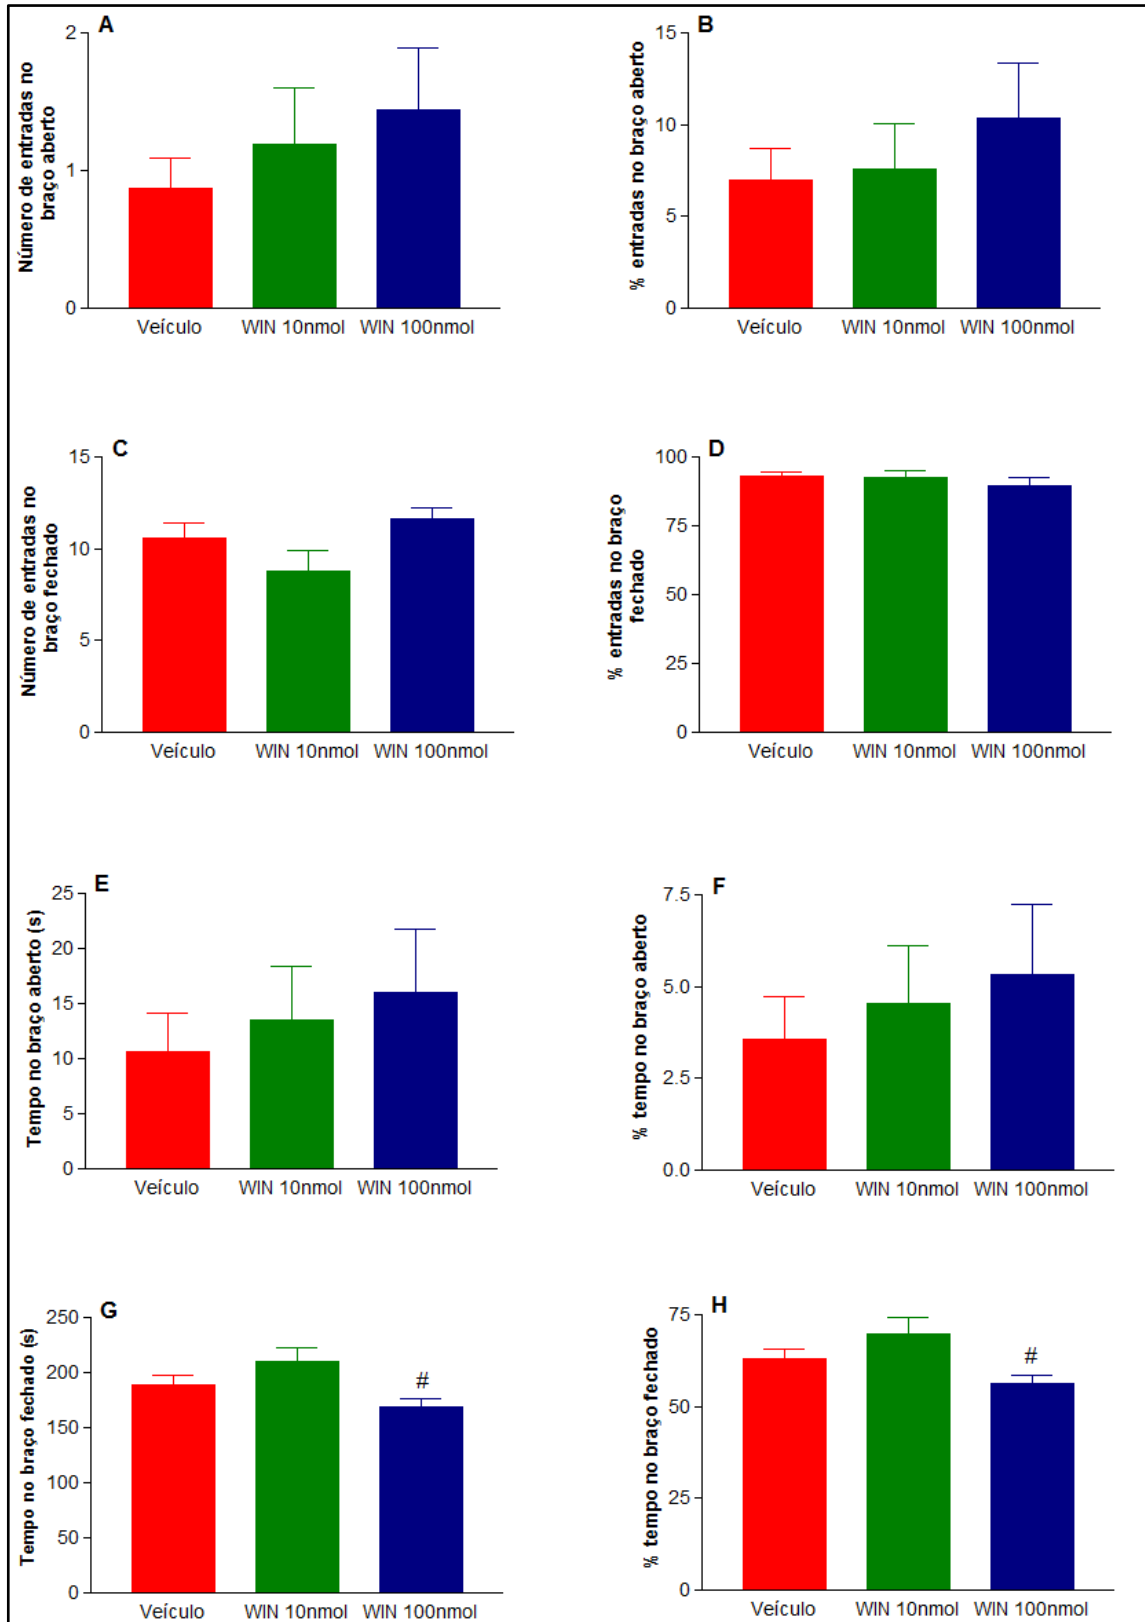 A
Número de entradas no
braço aberto
2
1
0
Veículo
WIN 10nmol
WIN 100nmol
B
% entradas no braço aberto
15
10
5
0
Veículo
WIN 10nmol
WIN 100nmol
C
Número de entradas no
braço fechado
15
10
5
0
Veículo
WIN 10nmol
WIN 100nmol
D
% entradas no braço
fechado
100
75
50
25
0
Veículo
WIN 10nmol
WIN 100nmol
E
Tempo no braço aberto (s)
25
20
15
10
5
0
Veículo
WIN 10nmol
WIN 100nmol
F
% tempo no braço aberto
7.5
5.0
2.5
0.0
Veículo
WIN 10nmol
WIN 100nmol
G
Tempo no braço fechado (s)
250
200
150
100
50
0
#
Veículo
WIN 10nmol
WIN 100nmol
H
% tempo no braço fechado
75
50
25
0
#
Veículo
WIN 10nmol
WIN 100nmol